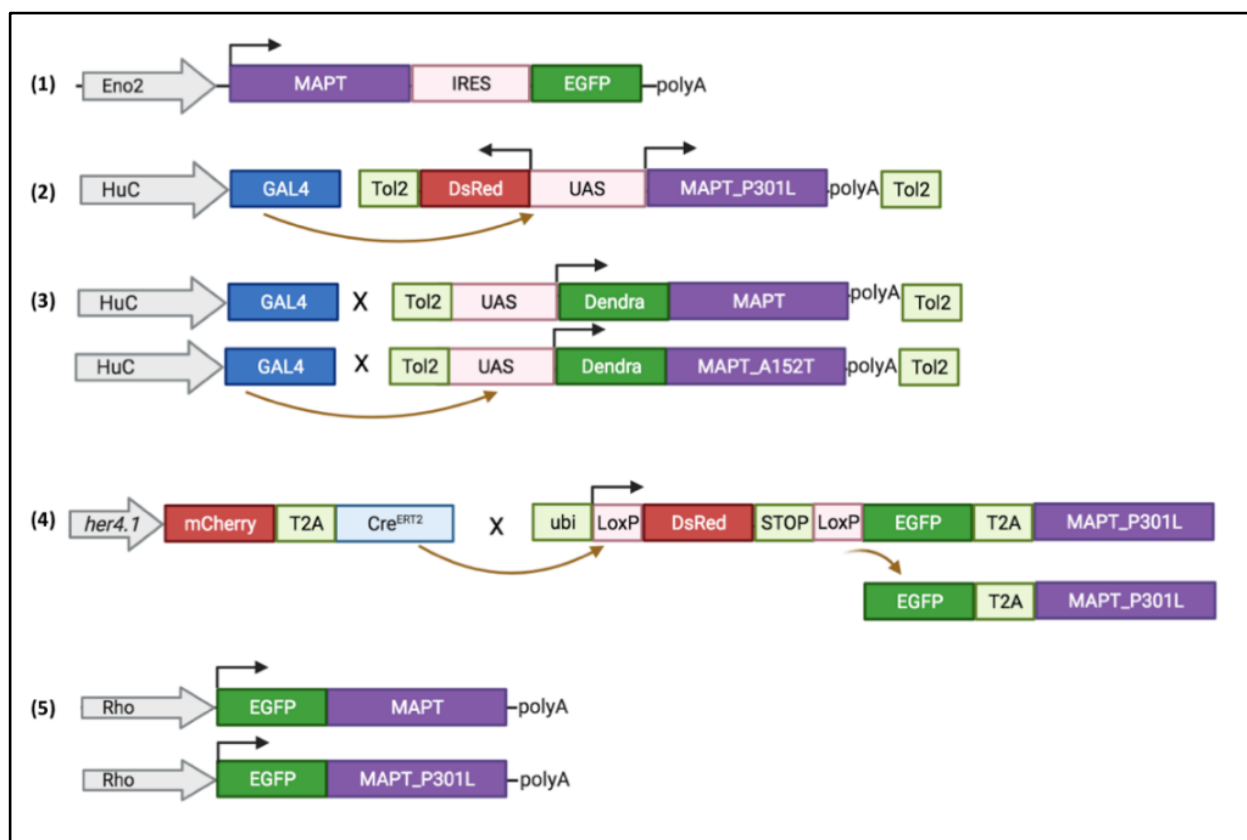 (1) Eno2 MAPT IRES EGFP polyA
(2) HuC GAL4 Tol2 DsRed UAS MAPT_P301L polyA Tol2
(3) HuC GAL4 X Tol2 UAS Dendra MAPT polyA Tol2
HuC GAL4 X Tol2 UAS Dendra MAPT_A152T polyA Tol2
(4) her4.1 mCherry T2A CreERT2 X ubi LoxP DsRed STOP LoxP EGFP T2A MAPT_P301L
EGFP T2A MAPT_P301L
(5) Rho EGFP MAPT polyA
Rho EGFP MAPT_P301L polyA